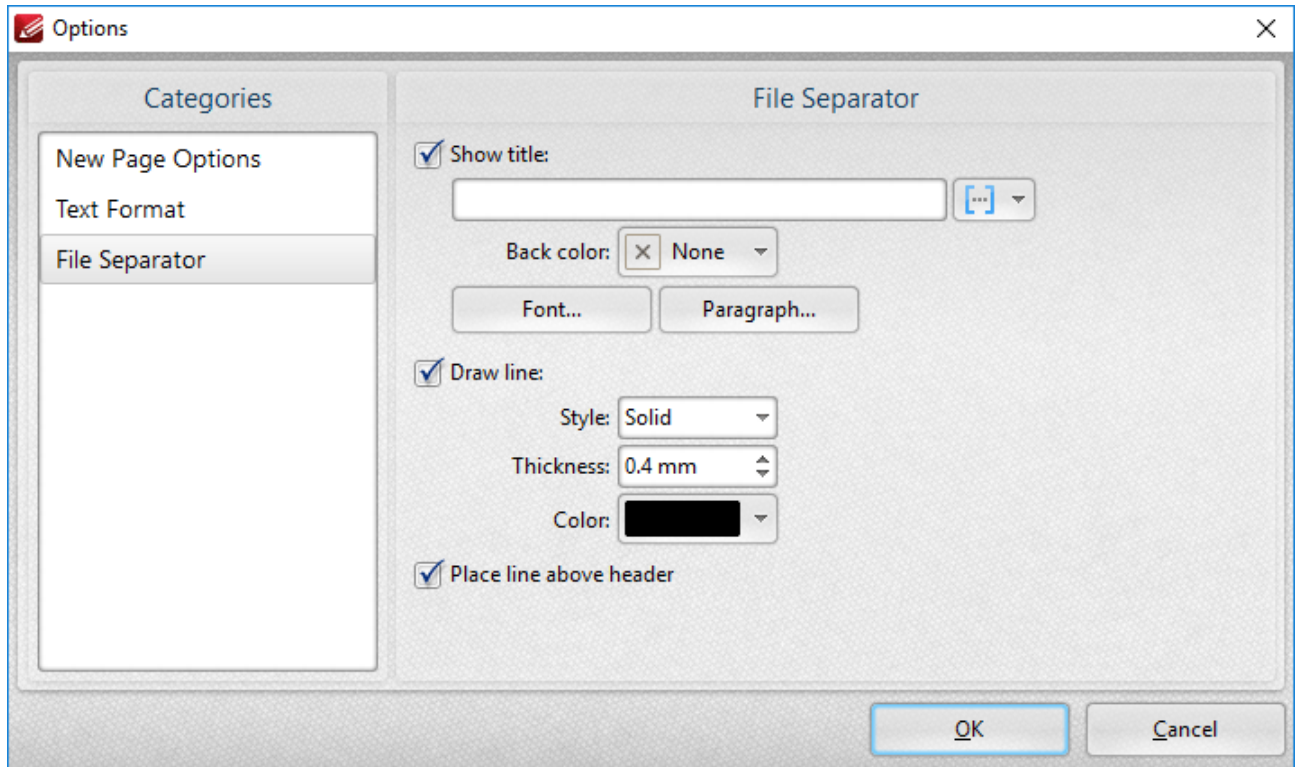 Options
Categories
New Page Options
Text Format
File Separator
File Separator
Show title:
Back color: None
Font... Paragraph...
Draw line:
Style: Solid
Thickness: 0.4 mm
Color:
Place line above header
OK Cancel